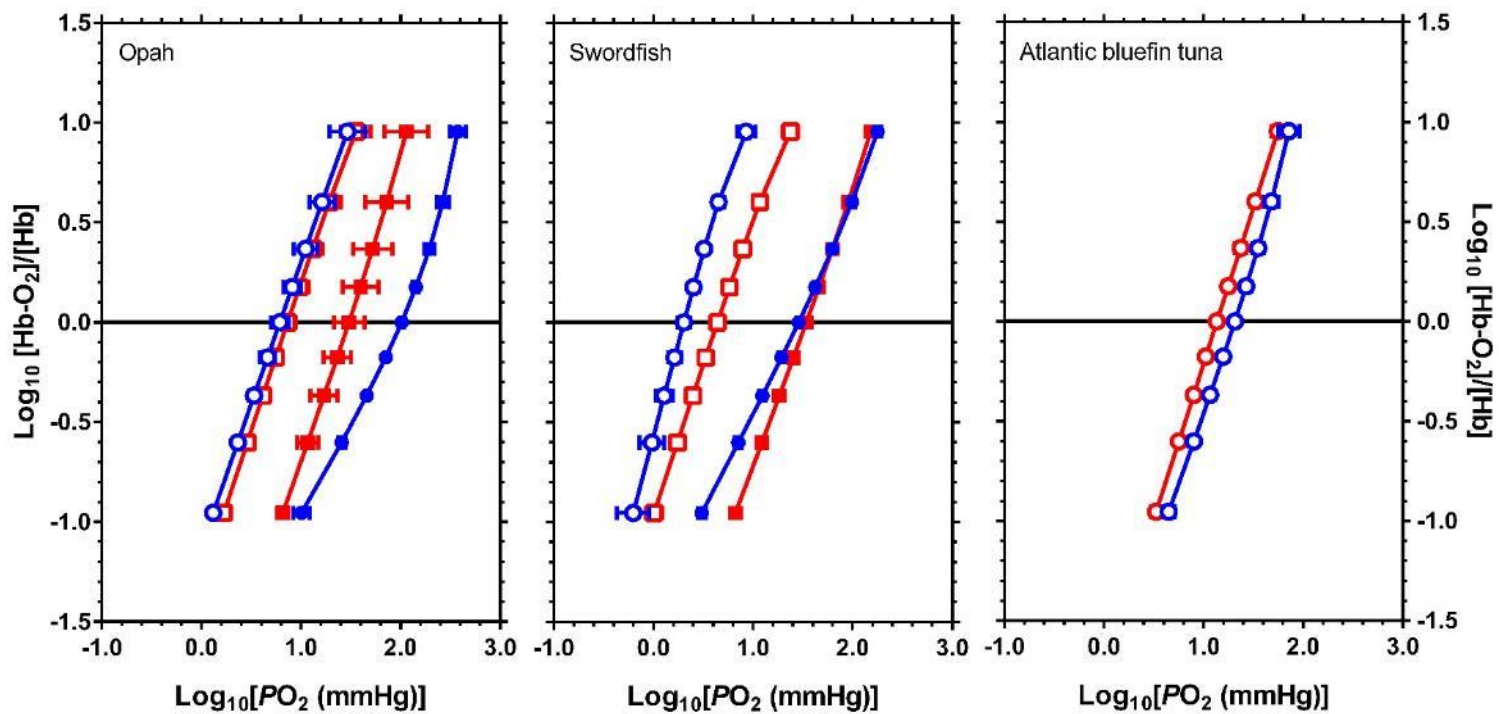 Opah
Swordfish
Atlantic bluefin tuna
Log10 [Hb-O2]/[Hb]
1.5
1.0
0.5
0.0
-0.5
-1.0
-1.5
1.5
1.0
0.5
0.0
-0.5
-1.0
-1.5
Log10 [Hb-O2]/[Hb]
-1.0 0.0 1.0 2.0 3.0
-1.0 0.0 1.0 2.0 3.0
-1.0 0.0 1.0 2.0 3.0
Log10[PO2 (mmHg)]
Log10[PO2 (mmHg)]
Log10[PO2 (mmHg)]